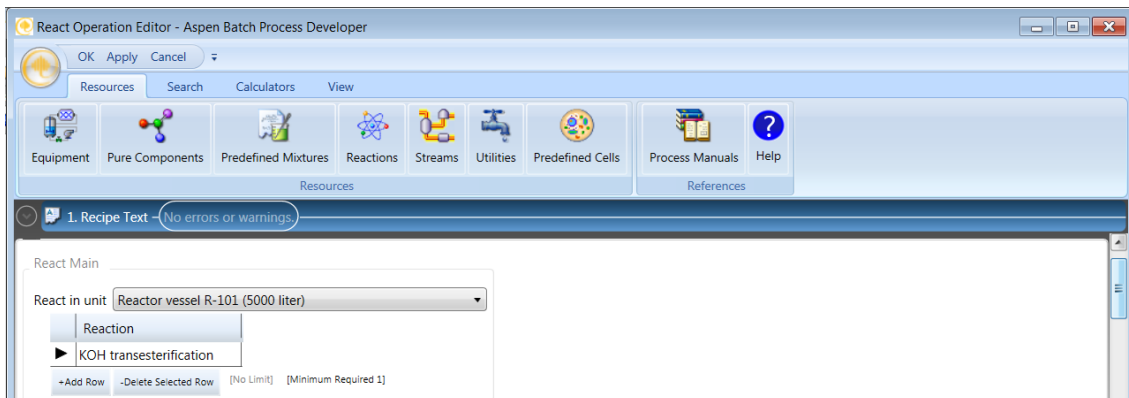 React Operation Editor - Aspen Batch Process Developer
OK Apply Cancel
Resources Search Calculators View
Equipment Pure Components Predefined Mixtures Reactions Streams Utilities Predefined Cells Process Manuals Help
Resources References
1. Recipe Text – No errors or warnings.
React Main
React in unit Reactor vessel R-101 (5000 liter)
Reaction
KOH transesterification
+Add Row -Delete Selected Row [No Limit] [Minimum Required 1]